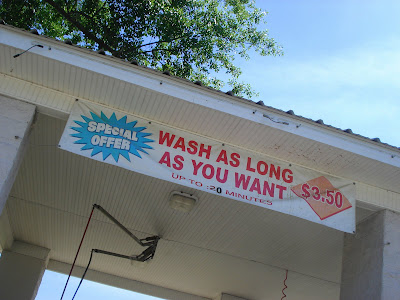 SPECIAL
OFFER
WASH AS LONG
AS YOU WANT
UP TO :20 MINUTES
$3.50